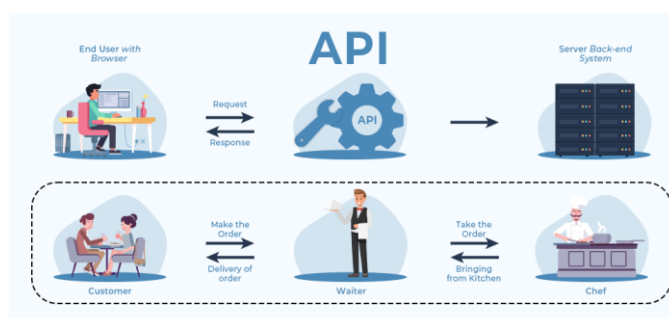 API
End User with
Browser
Server Back-end
System
Request
Response
API
Make the
Order
Delivery of
order
Take the
Order
Bringing
from Kitchen
Customer
Waiter
Chef